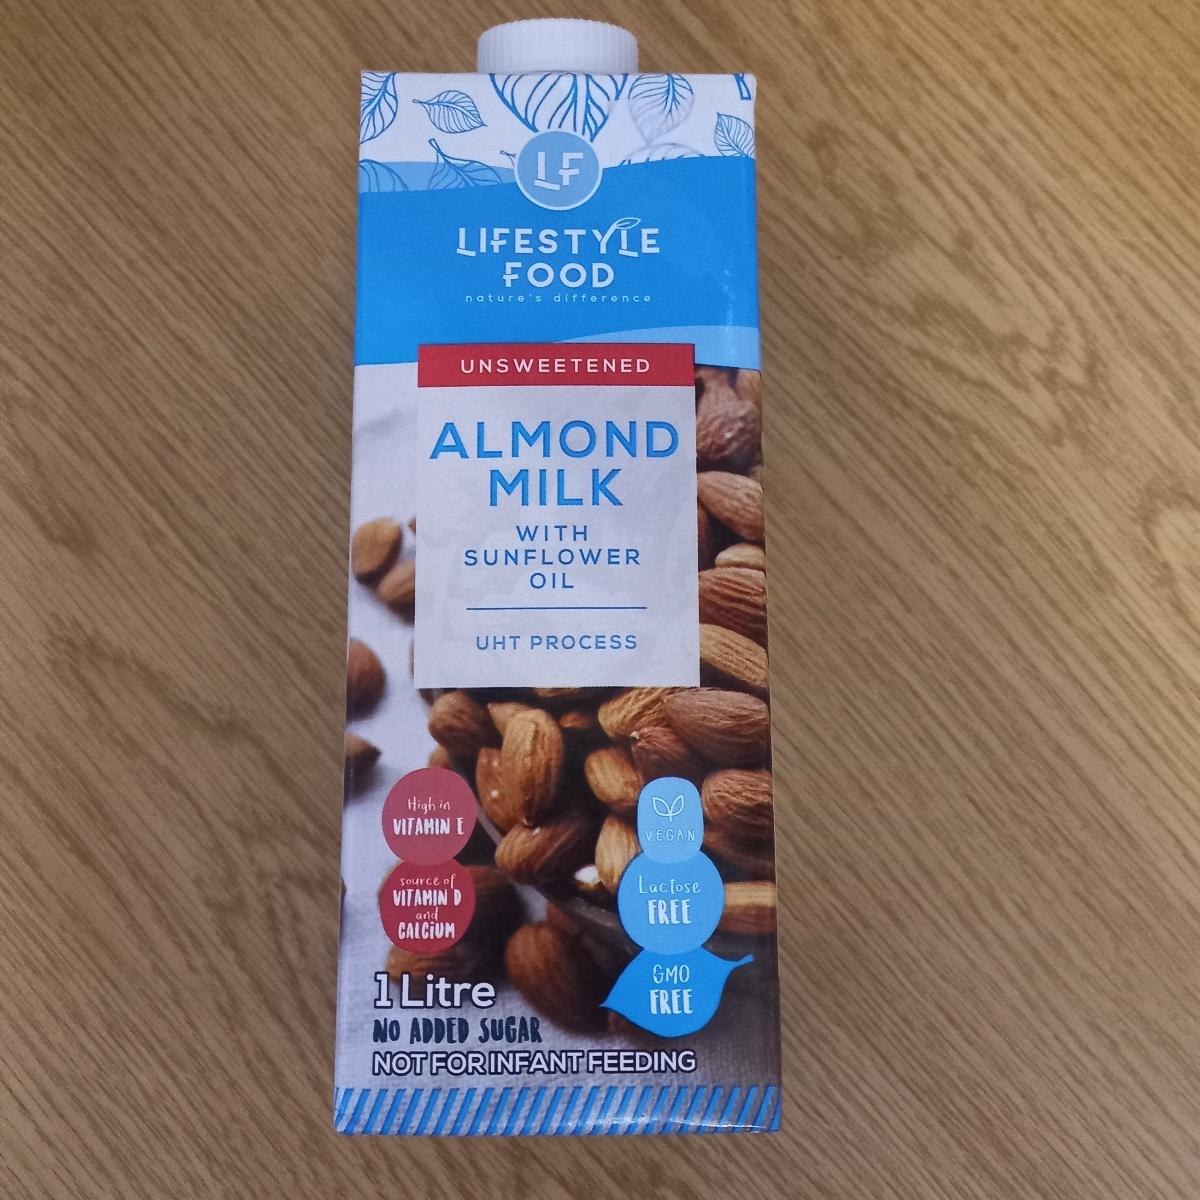 LF
LIFESTYLE
FOOD
nature's difference
UNSWEETENED
ALMOND
MILK
WITH
SUNFLOWER
OIL
UHT PROCESS
High in
VITAMIN E
source of
VITAMIN D
and
CALCIUM
VEGAN
Lactose
FREE
GMO
FREE
1 Litre
NO ADDED SUGAR
NOT FOR INFANT FEEDING